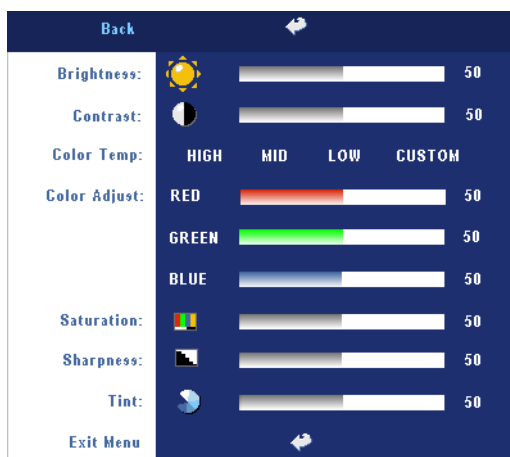 Back
Brightness: 50
Contrast: 50
Color Temp: HIGH MID LOW CUSTOM
Color Adjust: RED 50
GREEN 50
BLUE 50
Saturation: 50
Sharpness: 50
Tint: 50
Exit Menu